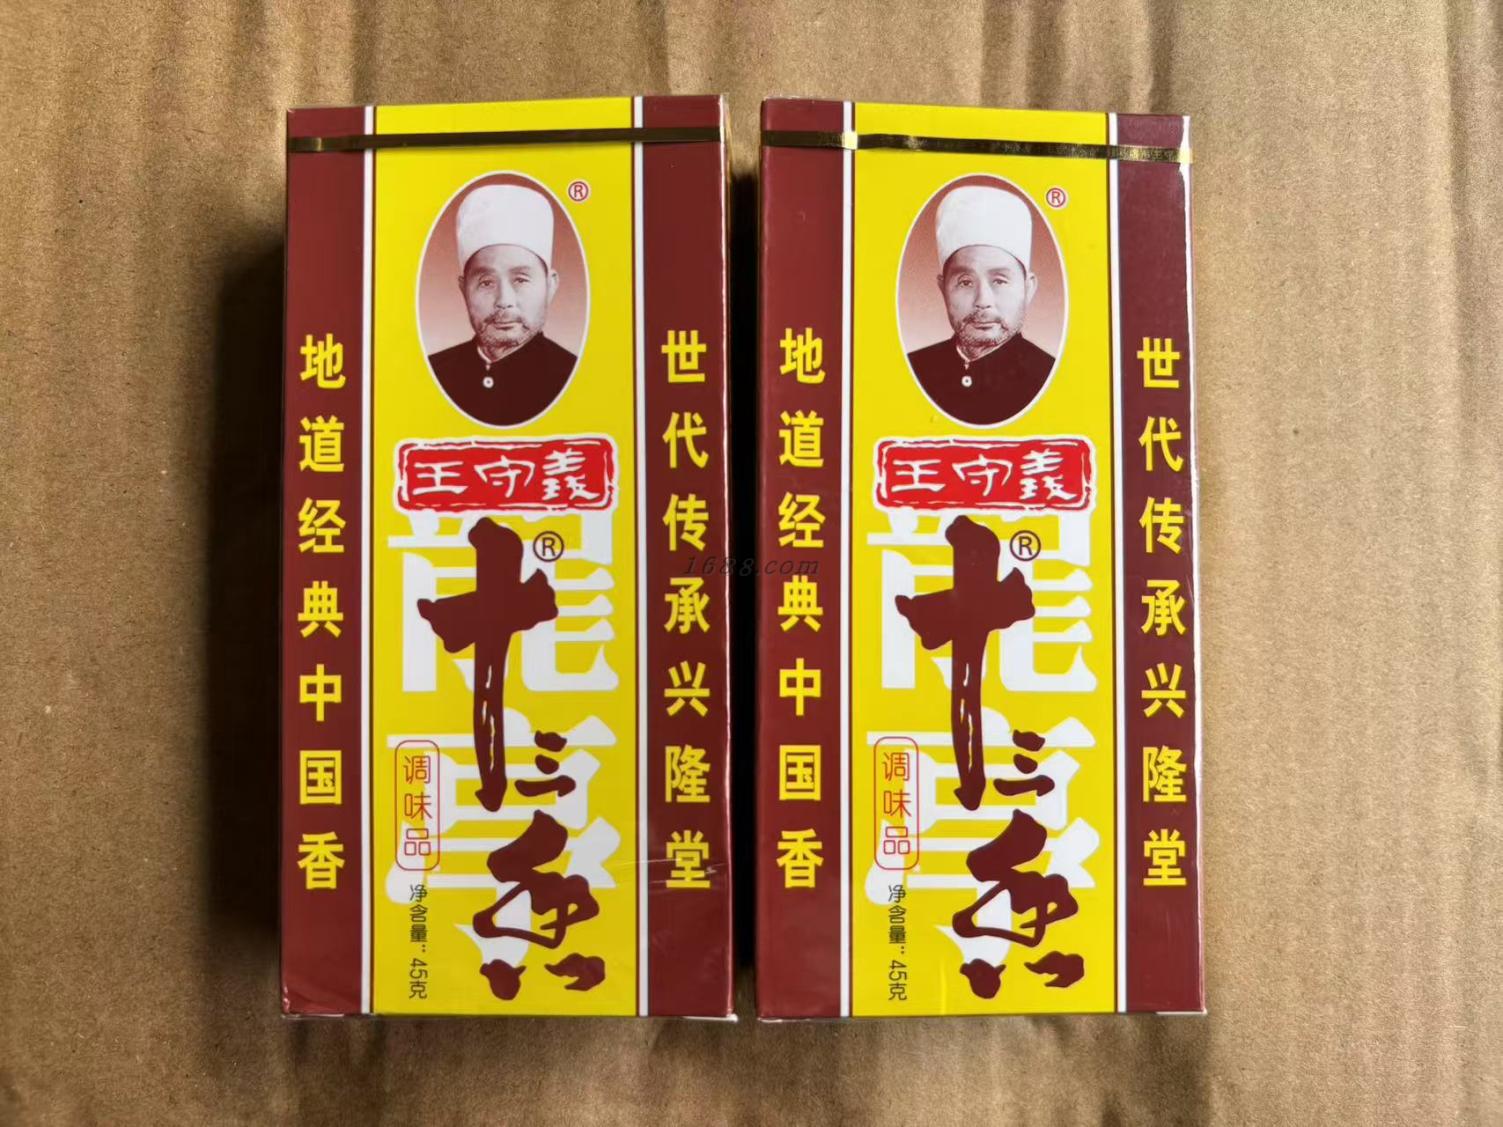 地道经典中国香
®
王守義
十三香®
调味品
净含量:45克
世代传承兴隆堂
1688.com
地道经典中国香
®
王守義
十三香®
调味品
净含量:45克
世代传承兴隆堂